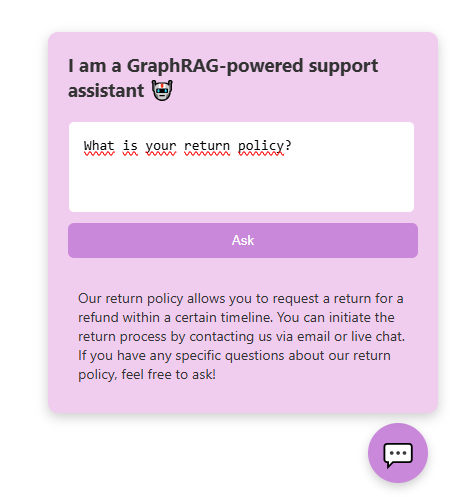 I am a GraphRAG-powered support
assistant 🤖
What is your return policy?
Ask
Our return policy allows you to request a return for a
refund within a certain timeline. You can initiate the
return process by contacting us via email or live chat.
If you have any specific questions about our return
policy, feel free to ask!